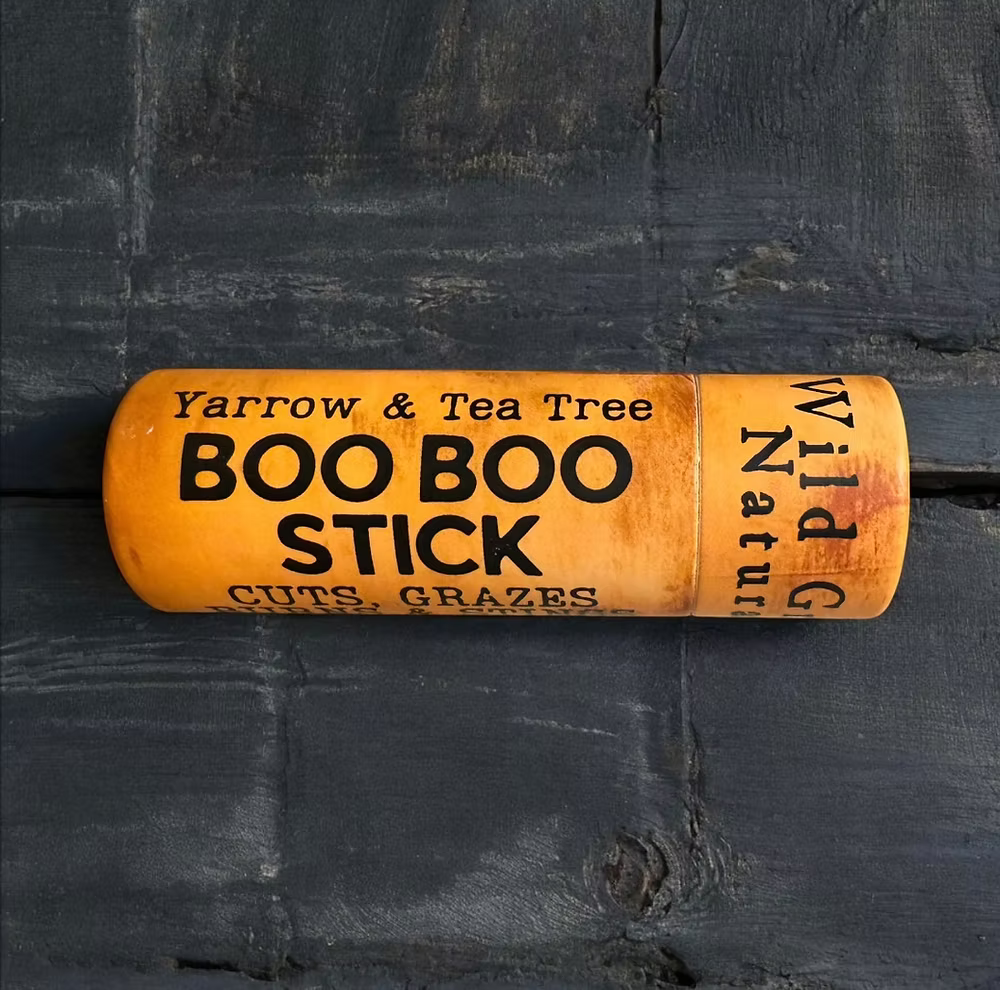 Yarrow & Tea Tree
BOO BOO
STICK
CUTS, GRAZES
Wild